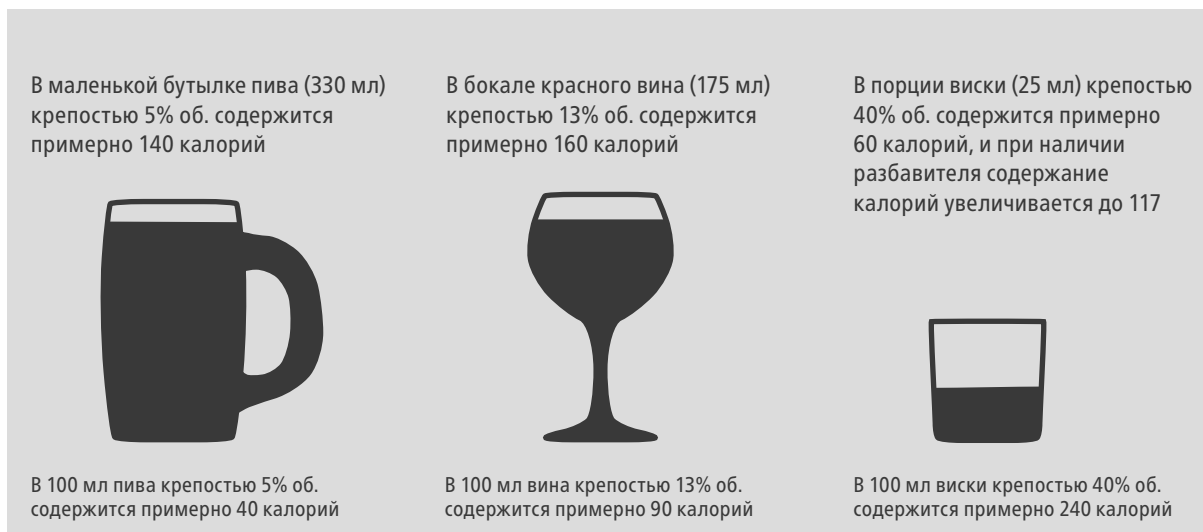 В маленькой бутылке пива (330 мл)
крепостью 5% об. содержится
примерно 140 калорий
В бокале красного вина (175 мл)
крепостью 13% об. содержится
примерно 160 калорий
В порции виски (25 мл) крепостью
40% об. содержится примерно
60 калорий, и при наличии
разбавителя содержание
калорий увеличивается до 117
В 100 мл пива крепостью 5% об.
содержится примерно 40 калорий
В 100 мл вина крепостью 13% об.
содержится примерно 90 калорий
В 100 мл виски крепостью 40% об.
содержится примерно 240 калорий